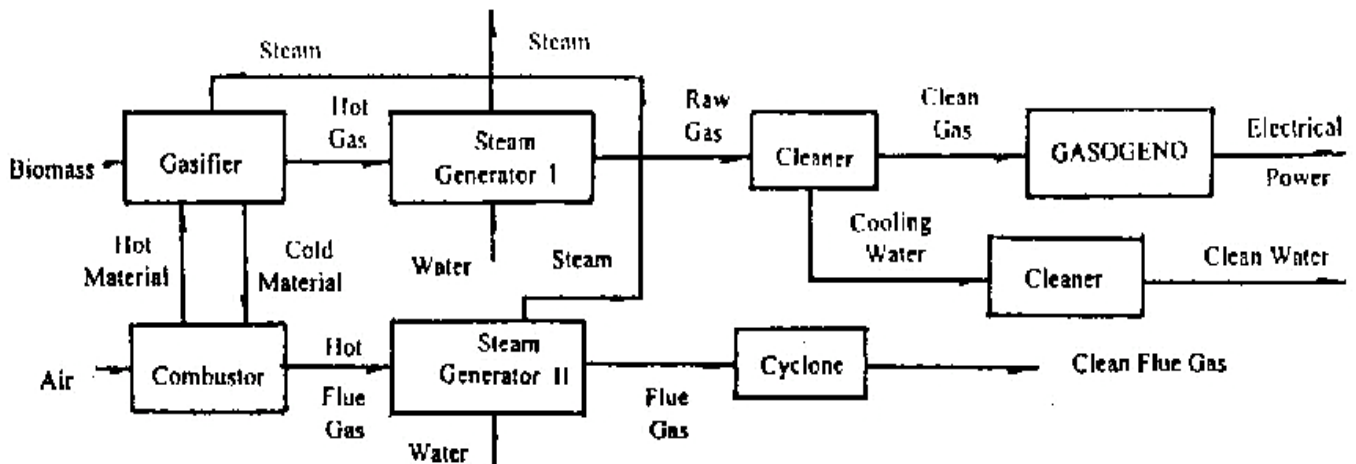 Steam
Steam
Hot
Gas
Raw
Gas
Clean
Gas
Biomass
Gasifier
Steam
Generator I
Cleaner
GASOGENO
Electrical
Power
Hot
Material
Cold
Material
Water
Steam
Cooling
Water
Cleaner
Clean Water
Air
Combustor
Hot
Flue
Gas
Steam
Generator II
Flue
Gas
Cyclone
Clean Flue Gas
Water